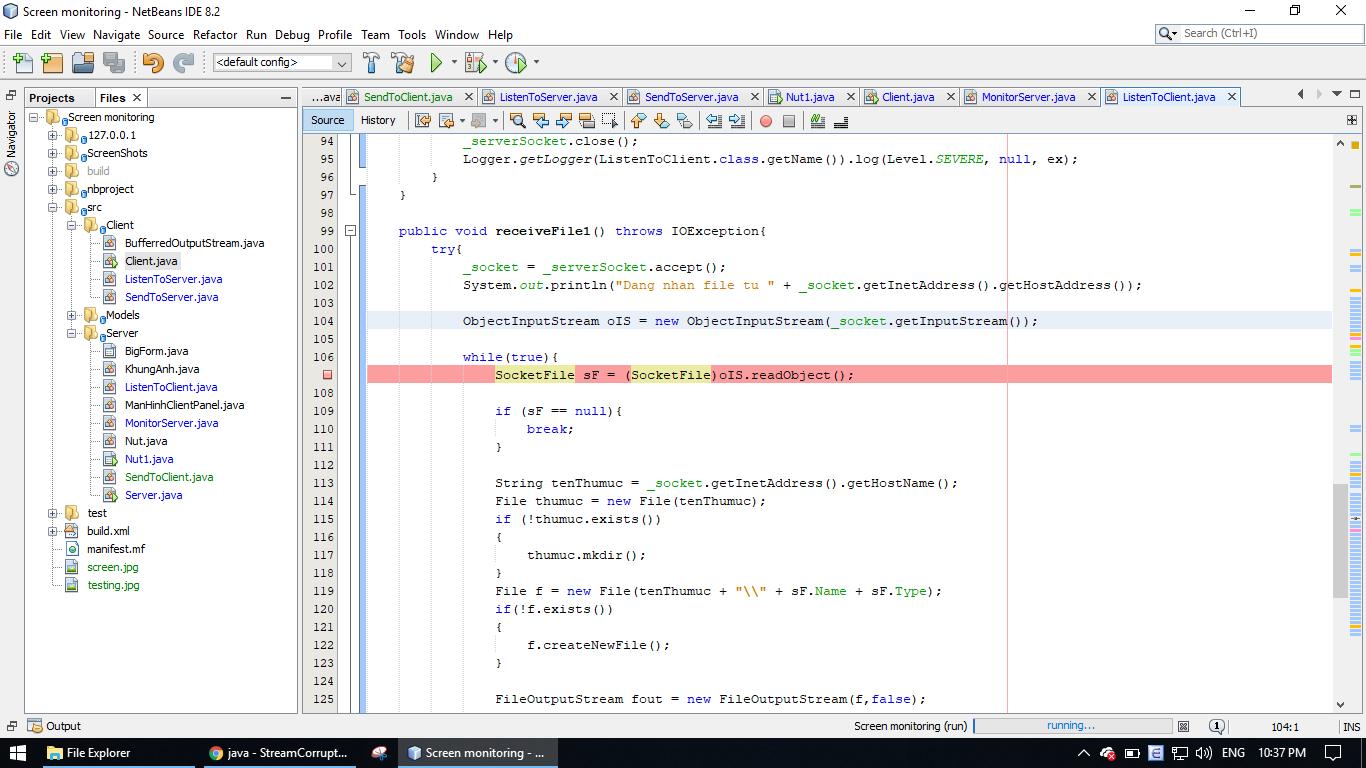 Screen monitoring - NetBeans IDE 8.2
File Edit View Navigate Source Refactor Run Debug Profile Team Tools Window Help
Search (Ctrl+I)
<default config>
Projects Files
...ava SendToClient.java ListenToServer.java SendToServer.java Nut1.java Client.java MonitorServer.java ListenToClient.java
Source History
Navigator
Screen monitoring
127.0.0.1
ScreenShots
build
nbproject
src
Client
BufferredOutputStream.java
Client.java
ListenToServer.java
SendToServer.java
Models
Server
BigForm.java
KhungAnh.java
ListenToClient.java
ManHinhClientPanel.java
MonitorServer.java
Nut.java
Nut1.java
SendToClient.java
Server.java
test
build.xml
manifest.mf
screen.jpg
testing.jpg
94 _serverSocket.close();
95 Logger.getLogger(ListenToClient.class.getName()).log(Level.SEVERE, null, ex);
96 }
97 }
98
99 public void receiveFile1() throws IOException{
100 try{
101 _socket = _serverSocket.accept();
102 System.out.println("Dang nhan file tu " + _socket.getInetAddress().getHostAddress());
103
104 ObjectInputStream oIS = new ObjectInputStream(_socket.getInputStream());
105
106 while(true){
SocketFile sF = (SocketFile)oIS.readObject();
108
109 if (sF == null){
110 break;
111 }
112
113 String tenThumuc = _socket.getInetAddress().getHostName();
114 File thumuc = new File(tenThumuc);
115 if (!thumuc.exists())
116 {
117 thumuc.mkdir();
118 }
119 File f = new File(tenThumuc + "\\" + sF.Name + sF.Type);
120 if(!f.exists())
121 {
122 f.createNewFile();
123 }
124
125 FileOutputStream fout = new FileOutputStream(f,false);
Output
Screen monitoring (run) running... 1 104:1 INS
File Explorer java - StreamCorrupt... Screen monitoring - ... ENG 10:37 PM